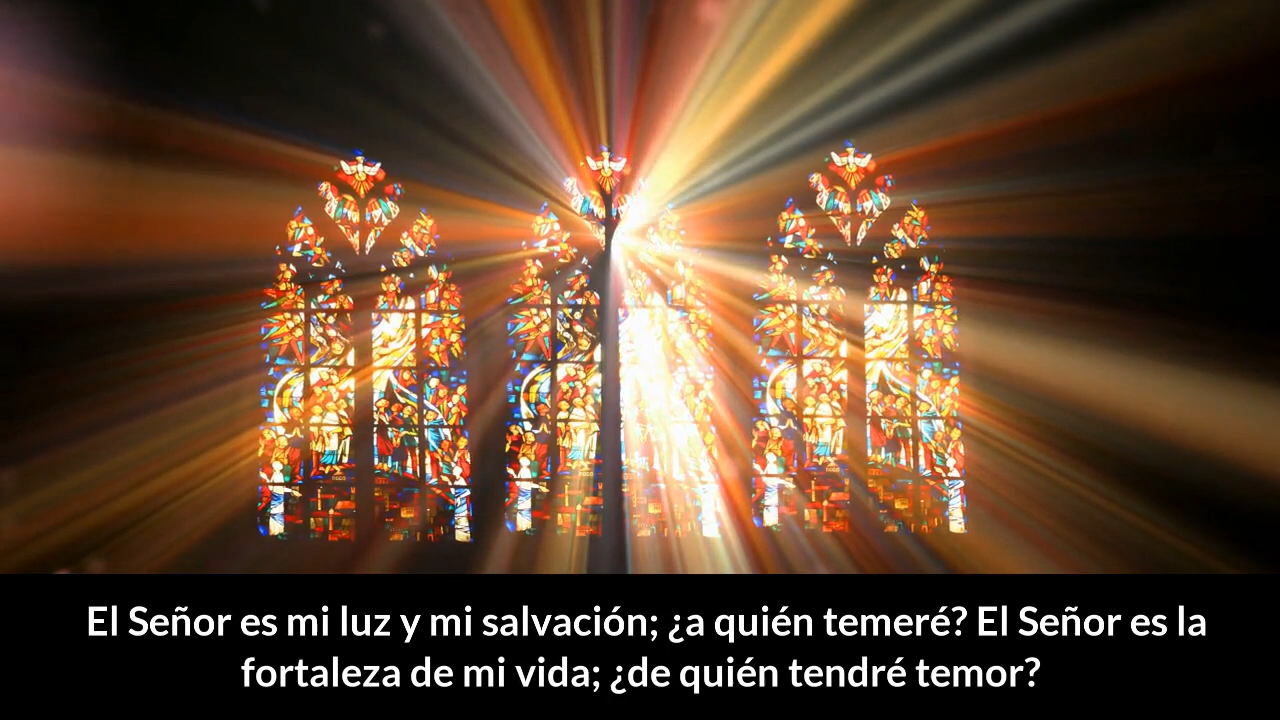 El Señor es mi luz y mi salvación; ¿a quién temeré? El Señor es la
fortaleza de mi vida; ¿de quién tendré temor?